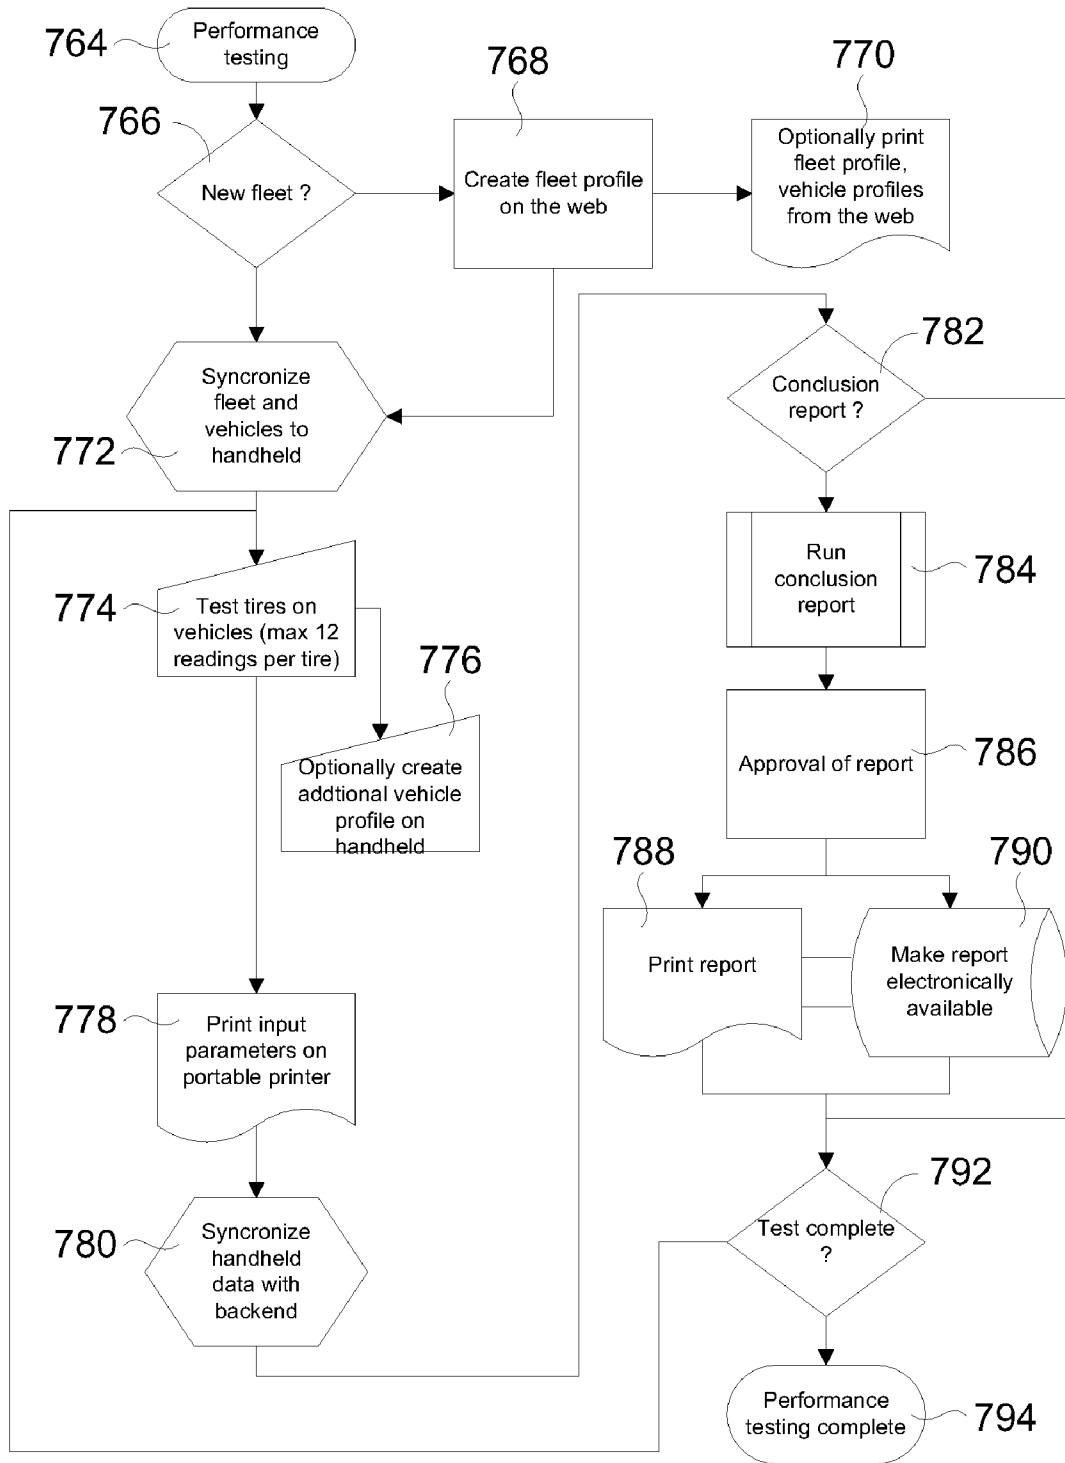 764
Performance
testing
766
New fleet ?
768
Create fleet profile
on the web
770
Optionally print
fleet profile,
vehicle profiles
from the web
772
Syncronize
fleet and
vehicles to
handheld
774
Test tires on
vehicles (max 12
readings per tire)
776
Optionally create
addtional vehicle
profile on
handheld
778
Print input
parameters on
portable printer
780
Syncronize
handheld
data with
backend
782
Conclusion
report ?
784
Run
conclusion
report
786
Approval of report
788
Print report
790
Make report
electronically
available
792
Test complete
?
794
Performance
testing complete